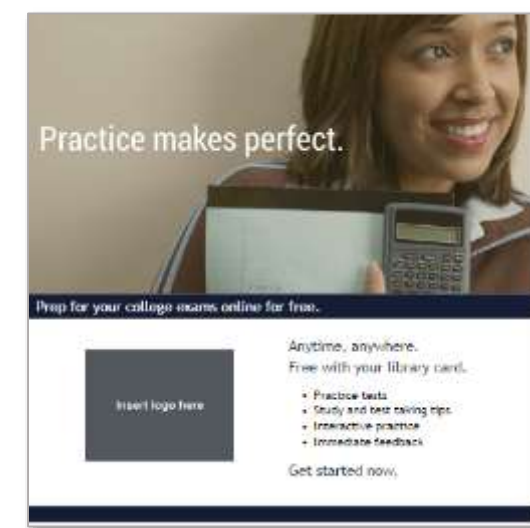 Practice makes perfect.
Prep for your college exams online for free.
Insert logo here
Anytime, anywhere.
Free with your library card.
• Practice tests
• Study and test taking tips
• Interactive practice
• Immediate feedback
Get started now.